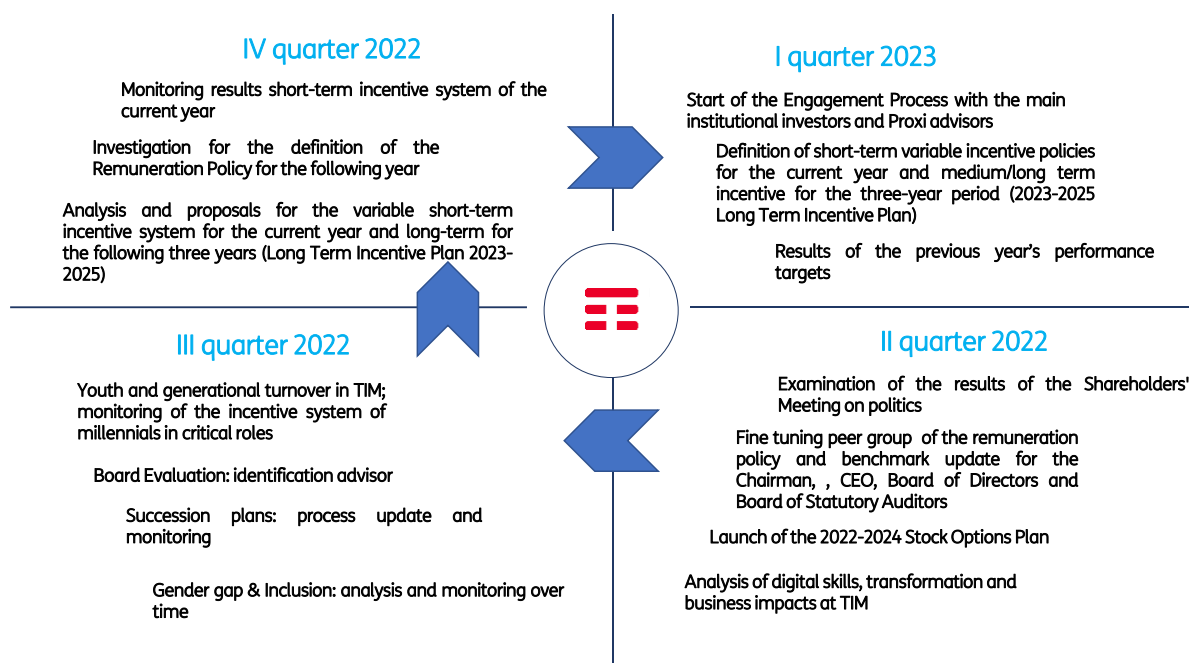 IV quarter 2022
Monitoring results short-term incentive system of the
current year
Investigation for the definition of the
Remuneration Policy for the following year
Analysis and proposals for the variable short-term
incentive system for the current year and long-term for
the following three years (Long Term Incentive Plan 2023-
2025)
I quarter 2023
Start of the Engagement Process with the main
institutional investors and Proxi advisors
Definition of short-term variable incentive policies
for the current year and medium/long term
incentive for the three-year period (2023-2025
Long Term Incentive Plan)
Results of the previous year's performance
targets
III quarter 2022
Youth and generational turnover in TIM;
monitoring of the incentive system of
millennials in critical roles
Board Evaluation: identification advisor
Succession plans: process update and
monitoring
Gender gap & Inclusion: analysis and monitoring over
time
II quarter 2022
Examination of the results of the Shareholders'
Meeting on politics
Fine tuning peer group of the remuneration
policy and benchmark update for the
Chairman, , CEO, Board of Directors and
Board of Statutory Auditors
Launch of the 2022-2024 Stock Options Plan
Analysis of digital skills, transformation and
business impacts at TIM